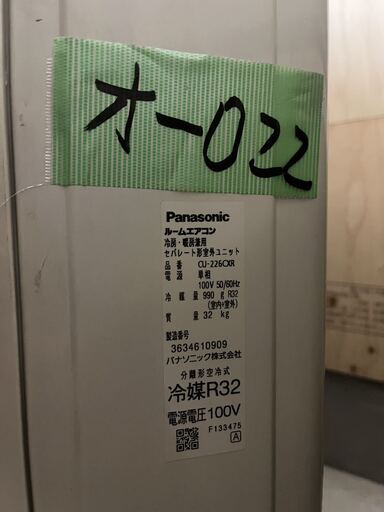 オー022
Panasonic
ルームエアコン
冷房・暖房兼用
セパレート形室外ユニット
品番 CU-226CXR
電源 単相
100V 50/60Hz
冷媒量 990 g R32
(室内+室外)
質量 32 kg
製造番号
3634610909
パナソニック株式会社
分離形空冷式
冷媒R32
電源電圧100V
F133475
A